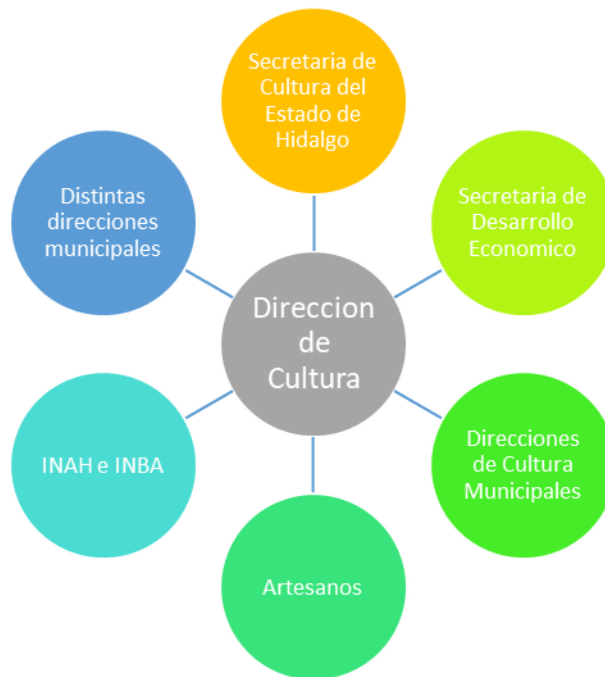 Secretaria de
Cultura del
Estado de
Hidalgo
Distintas
direcciones
municipales
Secretaria de
Desarrollo
Economico
Direccion
de
Cultura
INAH e INBA
Direcciones
de Cultura
Municipales
Artesanos